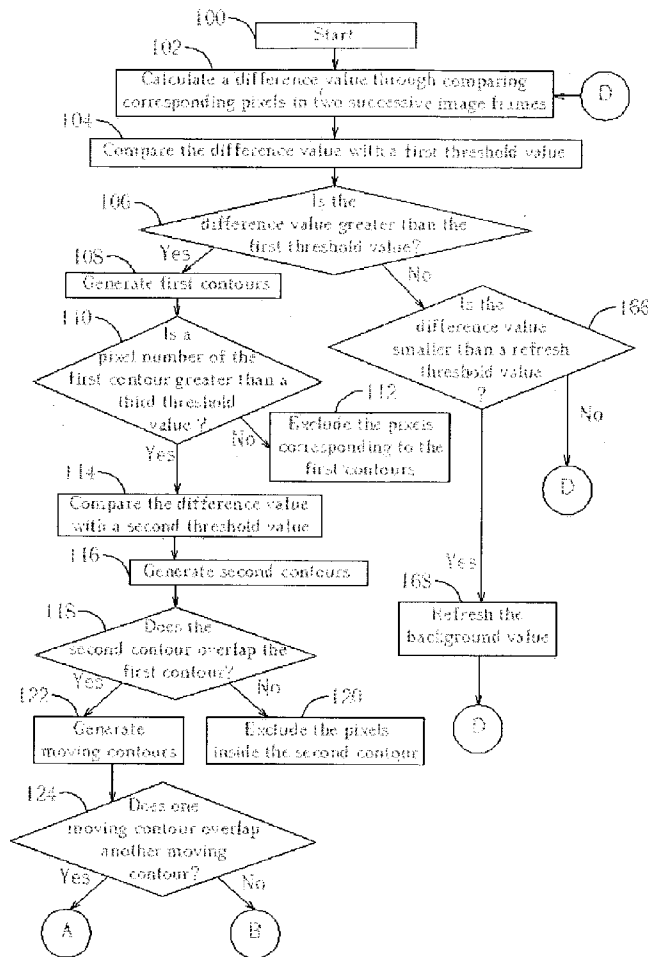 100
Start
102
Calculate a difference value through comparing
corresponding pixels in two successive image frames
D
104
Compare the difference value with a first threshold value
106
Is the
difference value greater than the
first threshold value?
Yes
No
108
Generate first contours
110
Is a
pixel number of the
first contour greater than a
third threshold
value ?
Yes
No
112
Exclude the pixels
corresponding to the
first contours
166
Is the
difference value
smaller than a refresh
threshold value
?
No
D
Yes
114
Compare the difference value
with a second threshold value
116
Generate second contours
168
Refresh the
background value
D
118
Does the
second contour overlap the
first contour?
Yes
No
122
Generate
moving contours
120
Exclude the pixels
inside the second contour
124
Does one
moving contour overlap
another moving
contour?
Yes
No
A
B